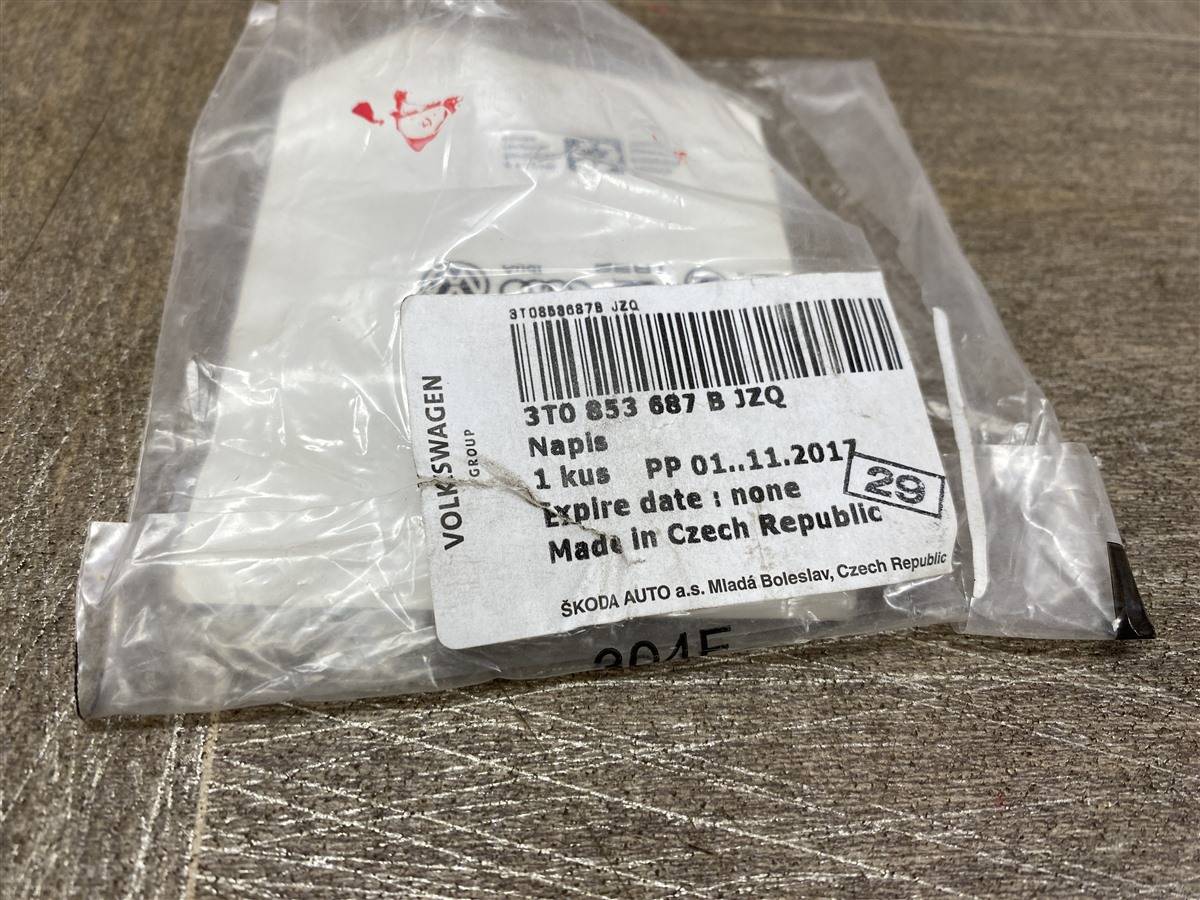 3T0853687B JZQ
3T0 853 687 B JZQ
Napis
1 kus PP 01..11.2017
Expire date : none
29
Made in Czech Republic
ŠKODA AUTO a.s. Mladá Boleslav, Czech Republic
VOLKSWAGEN
GROUP